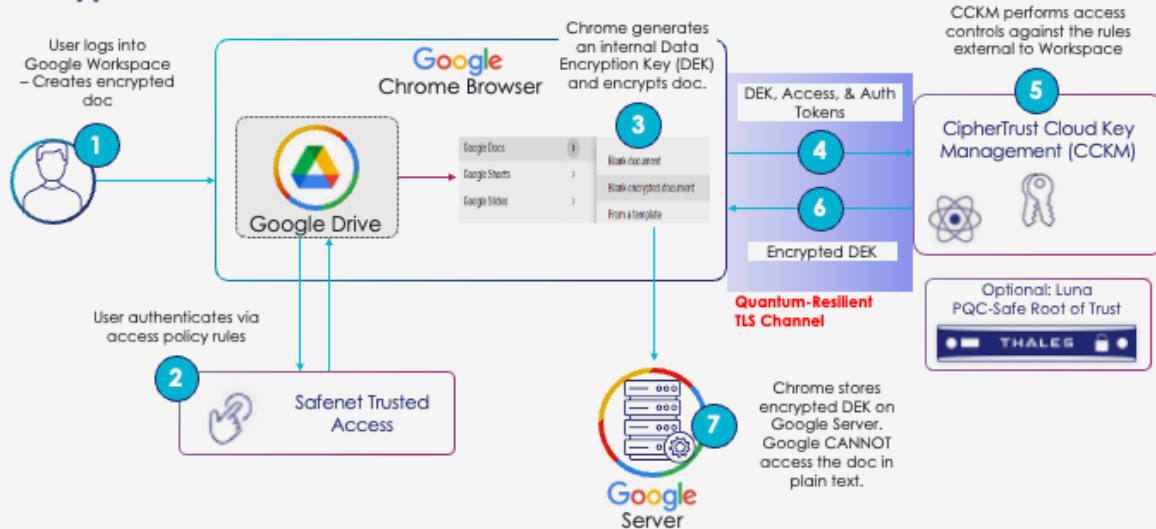 User logs into
Google Workspace
– Creates encrypted
doc
1
Google
Chrome Browser
Chrome generates
an internal Data
Encryption Key (DEK)
and encrypts doc.
3
Google Drive
Google Docs
Google Sheets
Google Slides
Blank document
Blank encrypted document
From a template
DEK, Access, & Auth
Tokens
4
6
Encrypted DEK
Quantum-Resilient
TLS Channel
CCKM performs access
controls against the rules
external to Workspace
5
CipherTrust Cloud Key
Management (CCKM)
Optional: Luna
PQC-Safe Root of Trust
THALES
User authenticates via
access policy rules
2
Safenet Trusted
Access
7
Chrome stores
encrypted DEK on
Google Server.
Google CANNOT
access the doc in
plain text.
Google
Server